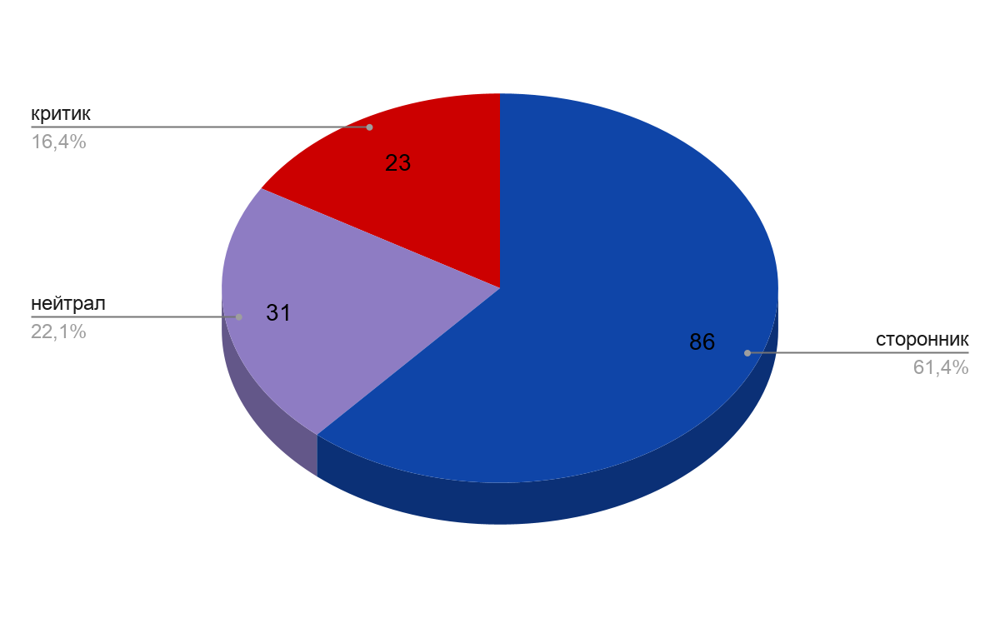 критик
16,4%
23
нейтрал
22,1%
31
86
сторонник
61,4%